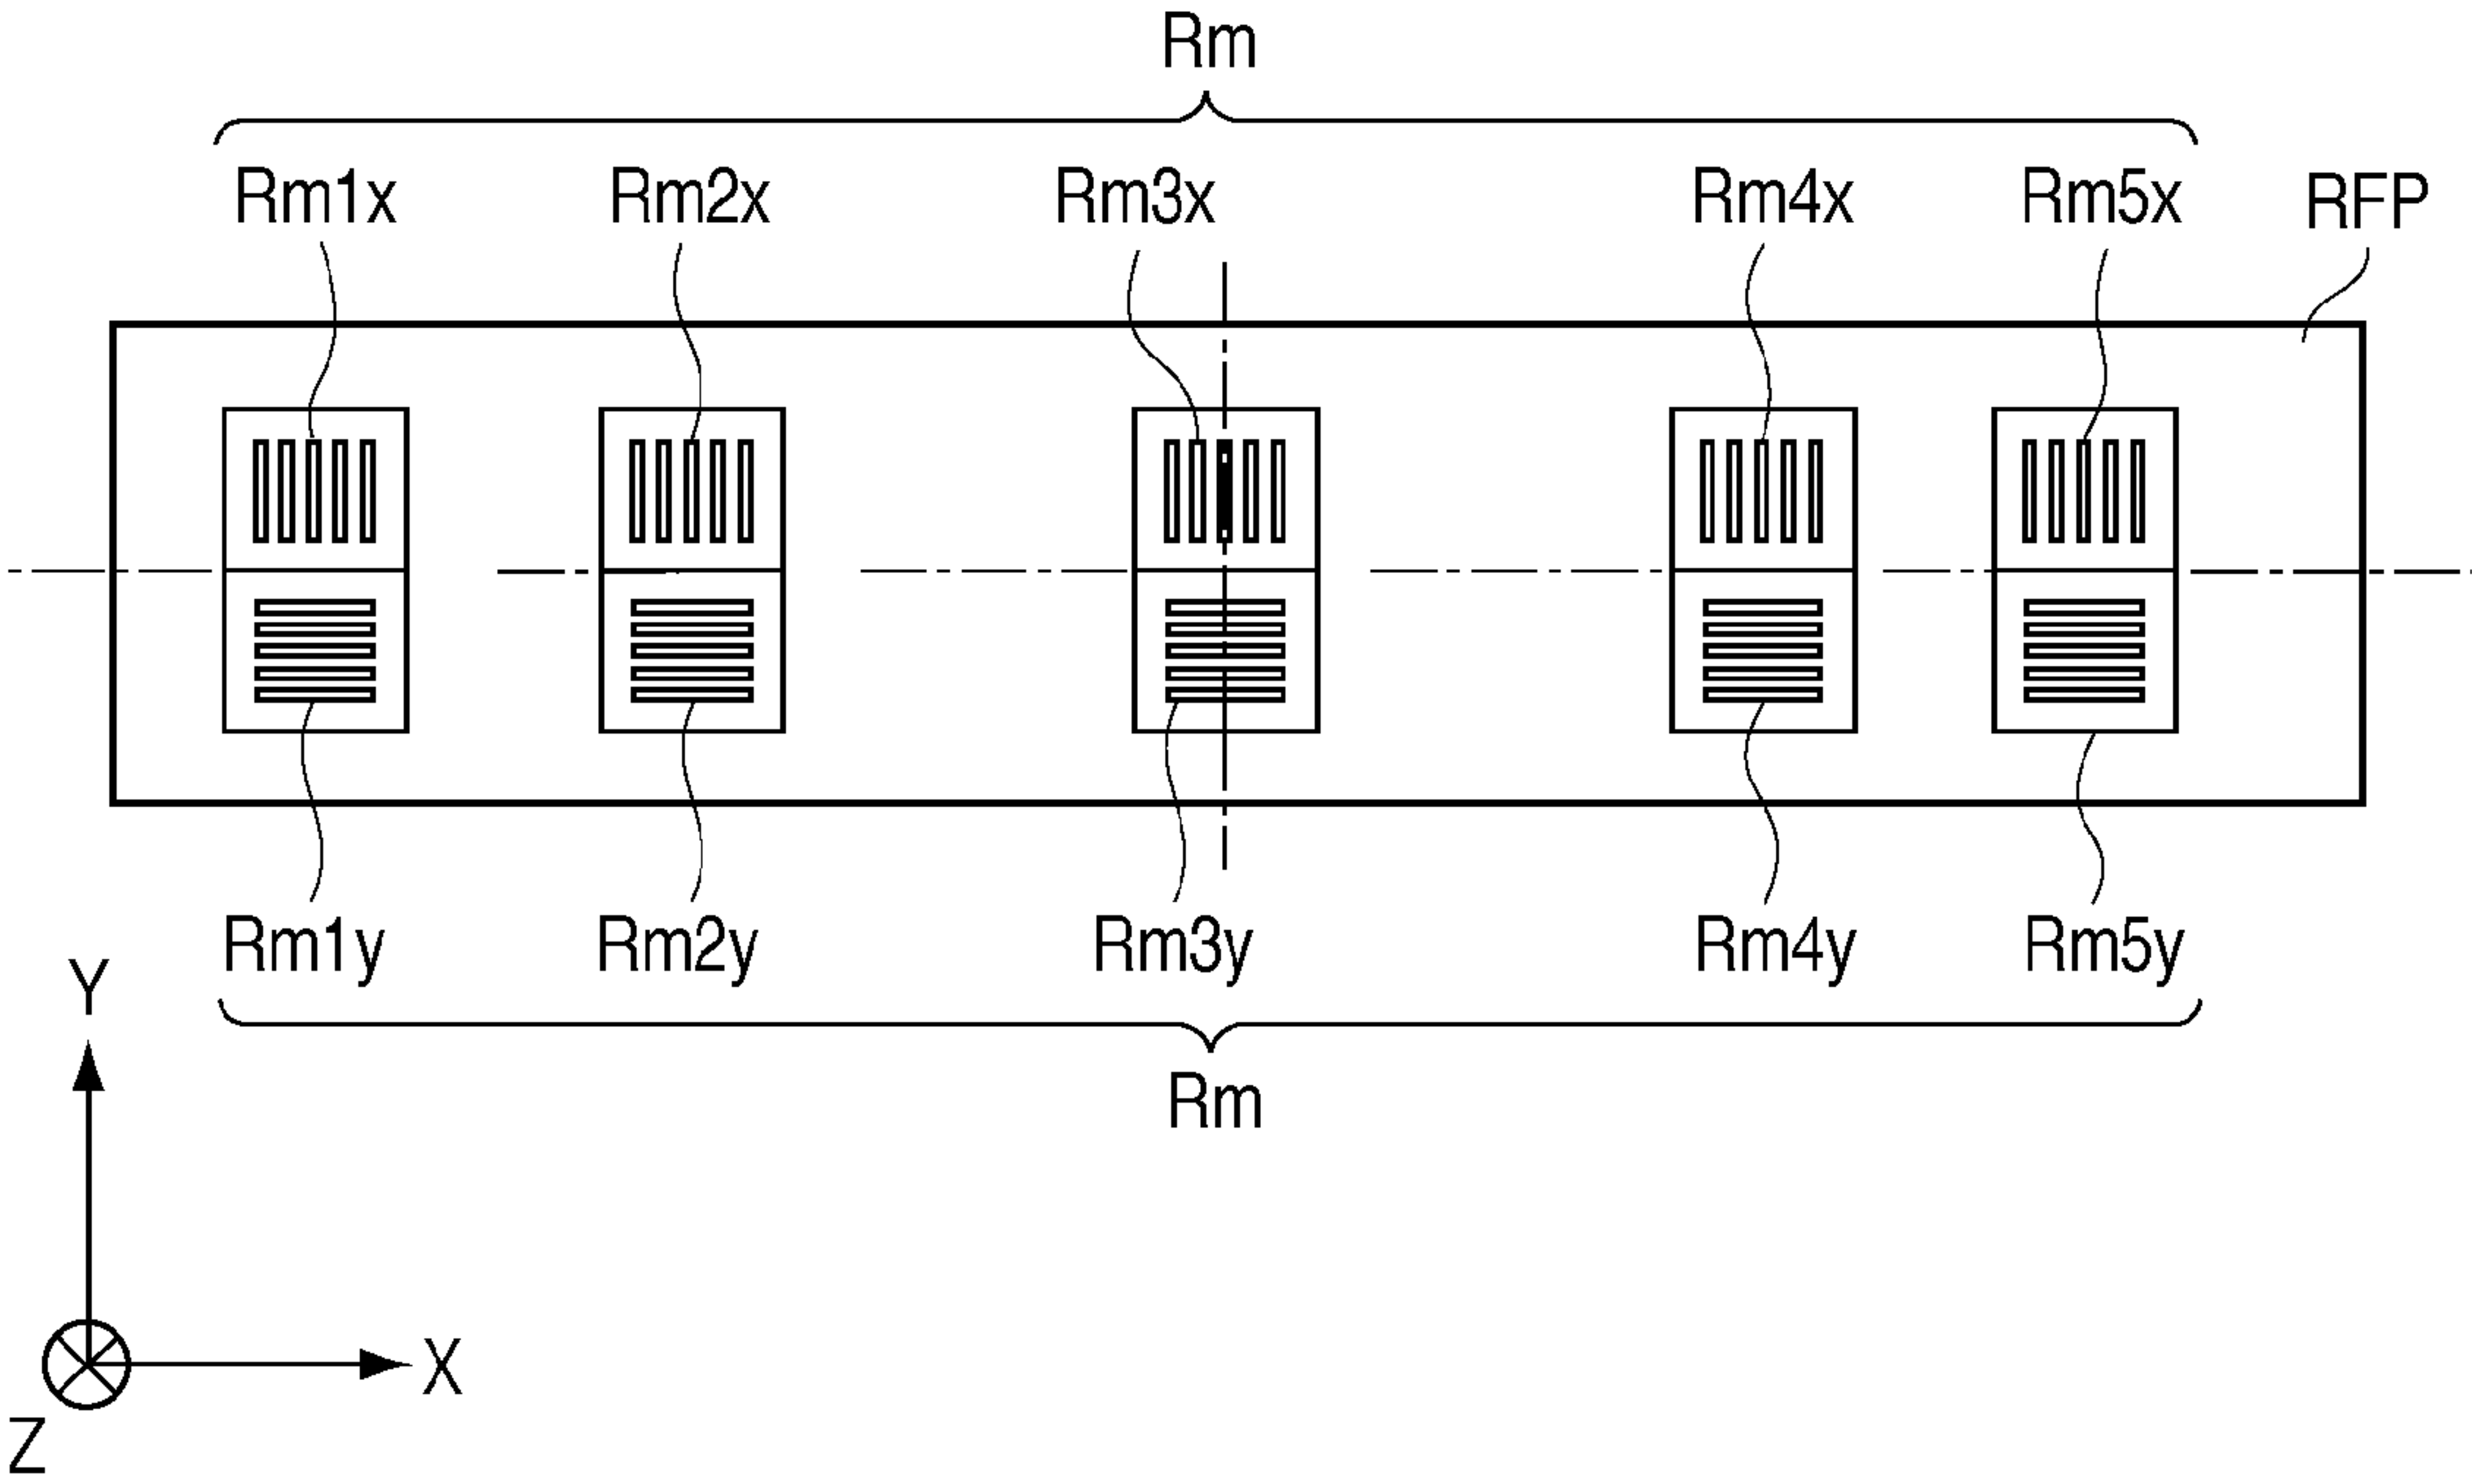 Rm
Rm1x Rm2x Rm3x Rm4x Rm5x RFP
Rm1y Rm2y Rm3y Rm4y Rm5y
Y
Rm
X
Z